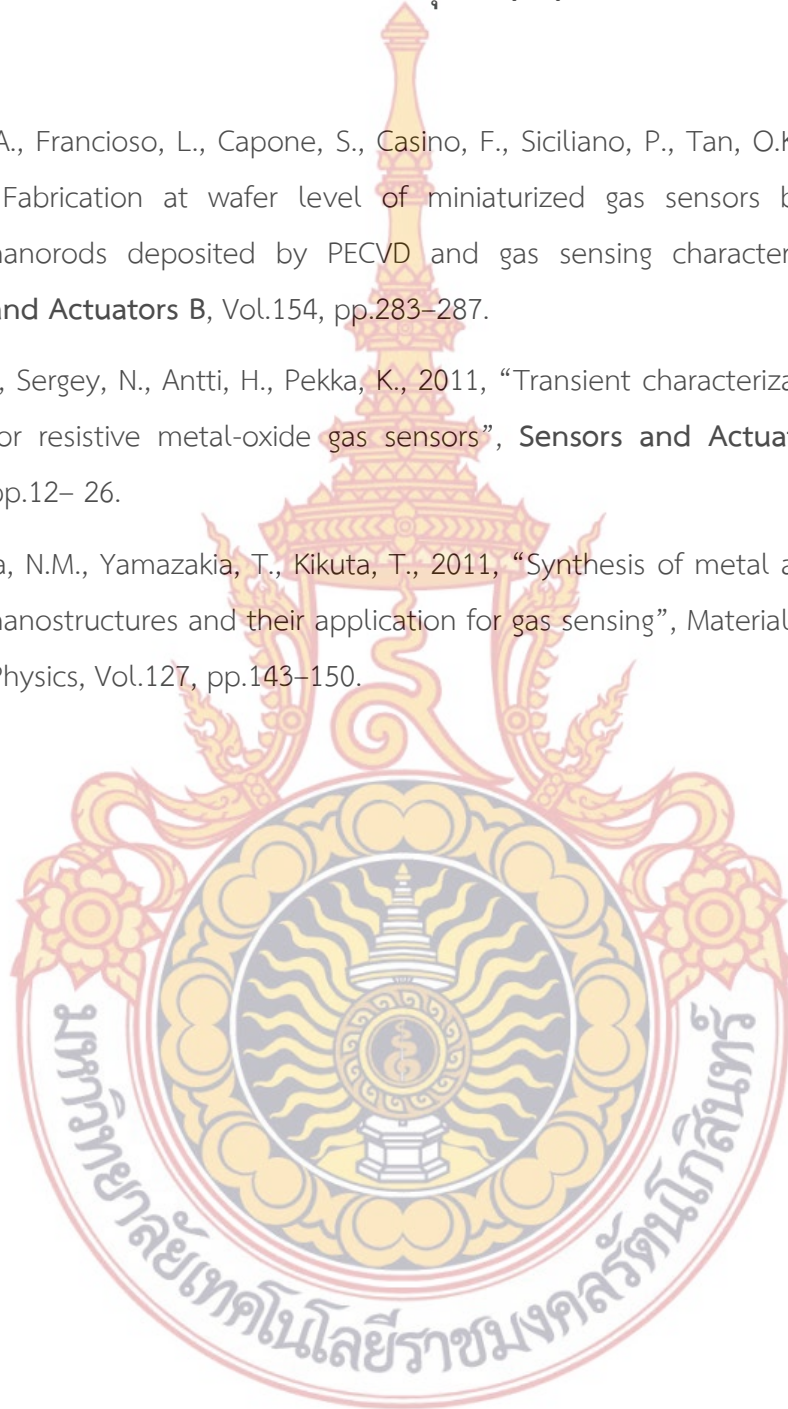 A., Francioso, L., Capone, S., Casino, F., Siciliano, P., Tan, O.K
Fabrication at wafer level of miniaturized gas sensors b
nanorods deposited by PECVD and gas sensing character
and Actuators B, Vol.154, pp.283–287.
, Sergey, N., Antti, H., Pekka, K., 2011, “Transient characteriza
or resistive metal-oxide gas sensors”, Sensors and Actuat
pp.12– 26.
a, N.M., Yamazakia, T., Kikuta, T., 2011, “Synthesis of metal a
nanostructures and their application for gas sensing”, Material
Physics, Vol.127, pp.143–150.
มหาวิทยาลัยเทคโนโลยีราชมงคลรัตนโกสินทร์